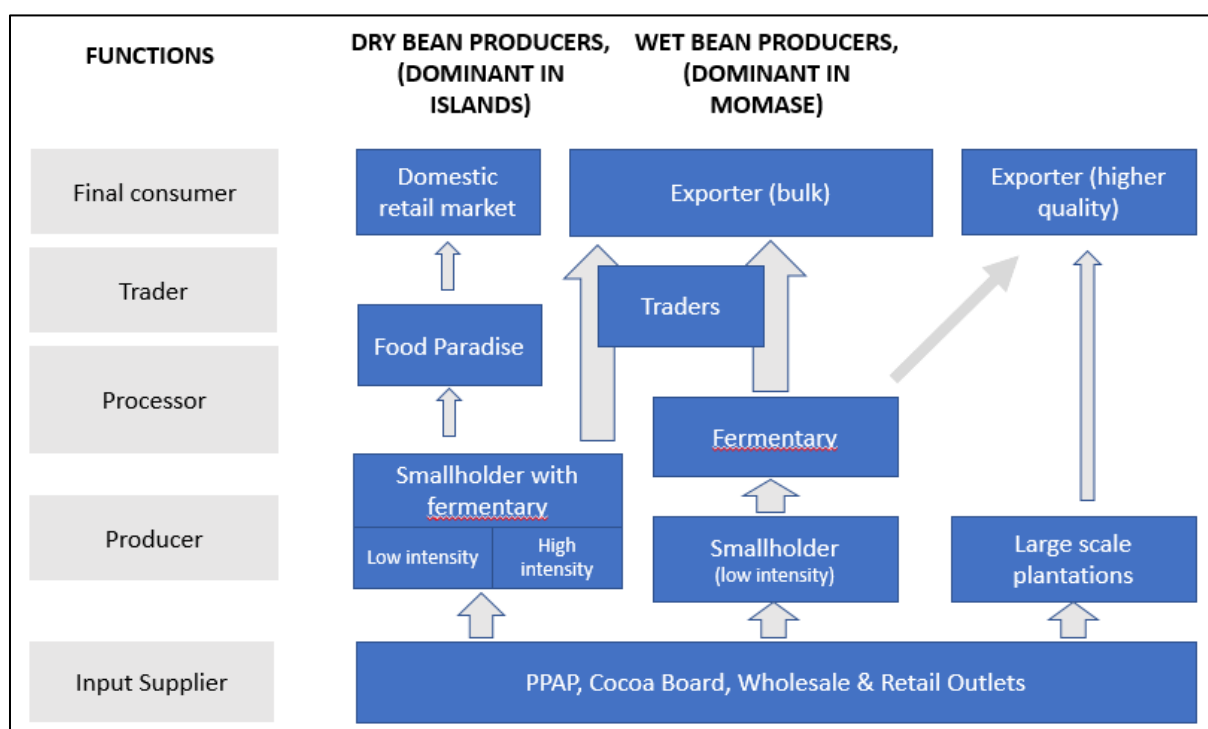 FUNCTIONS
DRY BEAN PRODUCERS,
(DOMINANT IN
ISLANDS)
WET BEAN PRODUCERS,
(DOMINANT IN
MOMASE)
Final consumer
Domestic
retail market
Exporter (bulk)
Exporter (higher
quality)
Trader
Traders
Food Paradise
Processor
Fermentary
Smallholder with
fermentary
Low intensity
High
intensity
Producer
Smallholder
(low intensity)
Large scale
plantations
Input Supplier
PPAP, Cocoa Board, Wholesale & Retail Outlets